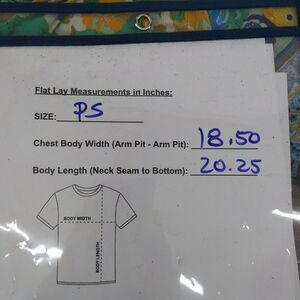 Flat Lay Measurements in Inches:
SIZE: PS
Chest Body Width (Arm Pit - Arm Pit): 18.50
Body Length (Neck Seam to Bottom): 20.25
BODY WIDTH
BODY LENGTH